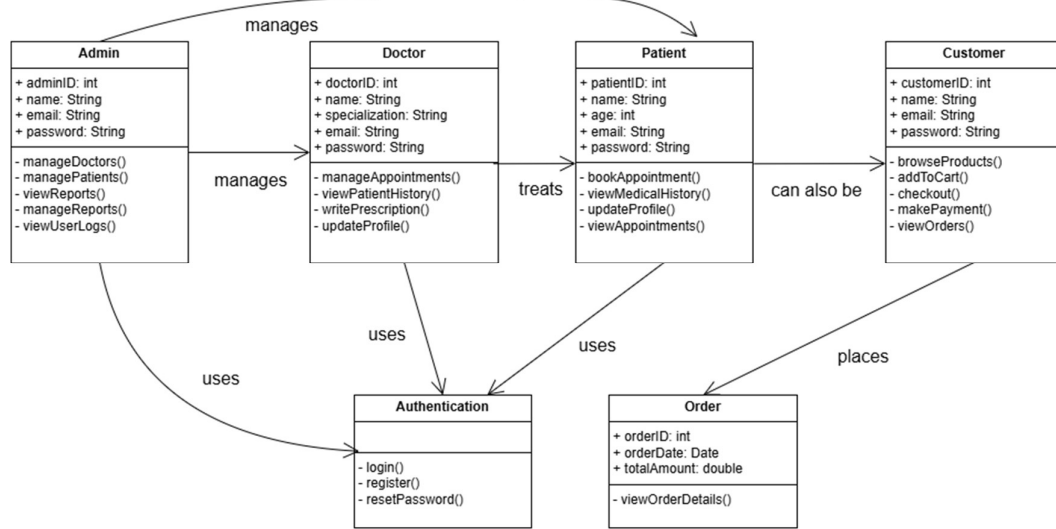 manages
Admin
+ adminID: int
+ name: String
+ email: String
+ password: String
- manageDoctors()
- managePatients()
- viewReports()
- manageReports()
- viewUserLogs()
manages
Doctor
+ doctorID: int
+ name: String
+ specialization: String
+ email: String
+ password: String
- manageAppointments()
- viewPatientHistory()
- writePrescription()
- updateProfile()
treats
Patient
+ patientID: int
+ name: String
+ age: int
+ email: String
+ password: String
- bookAppointment()
- viewMedicalHistory()
- updateProfile()
- viewAppointments()
can also be
Customer
+ customerID: int
+ name: String
+ email: String
+ password: String
- browseProducts()
- addToCart()
- checkout()
- makePayment()
- viewOrders()
uses
uses
uses
places
Authentication
- login()
- register()
- resetPassword()
Order
+ orderID: int
+ orderDate: Date
+ totalAmount: double
- viewOrderDetails()